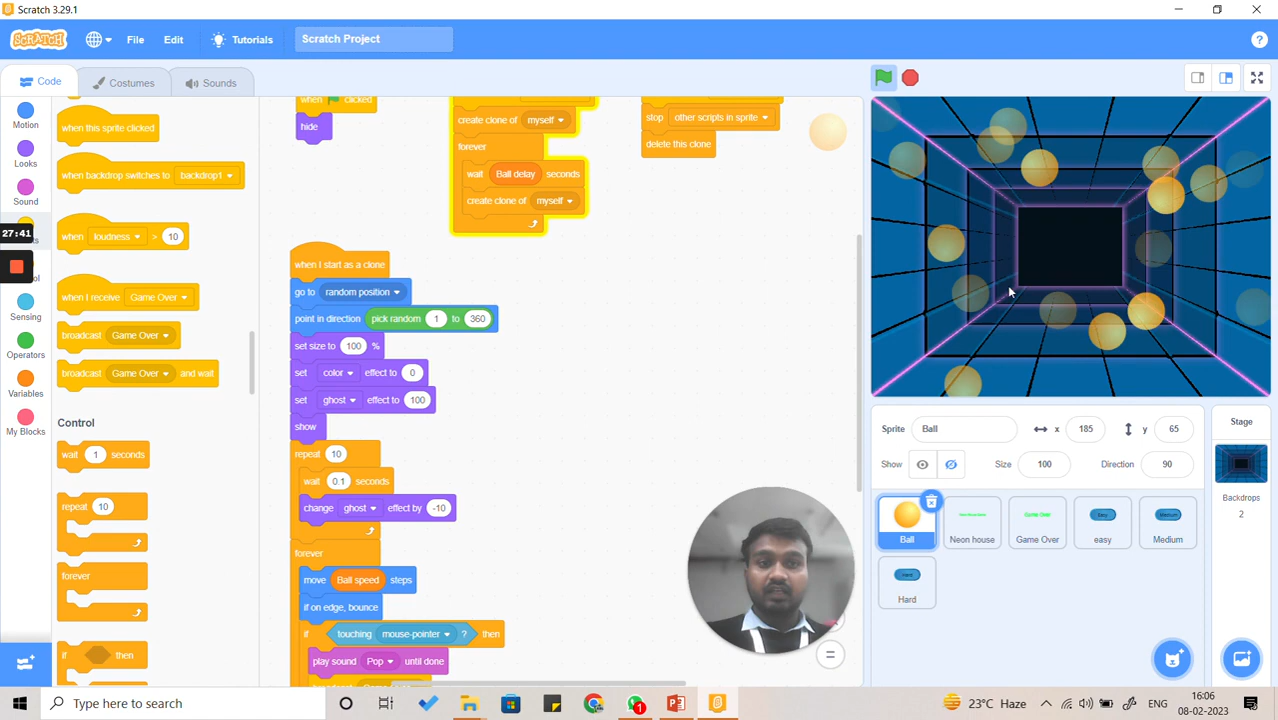 Scratch 3.29.1
SCRATCH
File
Edit
Tutorials
Scratch Project
?
Code
Costumes
Sounds
Motion
Looks
Sound
27:41
Sensing
Operators
Variables
My Blocks
when this sprite clicked
when backdrop switches to backdrop1
when loudness > 10
when I receive Game Over
broadcast Game Over
broadcast Game Over and wait
Control
wait 1 seconds
repeat 10
forever
if then
when clicked
hide
create clone of myself
forever
wait Ball delay seconds
create clone of myself
stop other scripts in sprite
delete this clone
when I start as a clone
go to random position
point in direction pick random 1 to 360
set size to 100 %
set color effect to 0
set ghost effect to 100
show
repeat 10
wait 0.1 seconds
change ghost effect by -10
forever
move Ball speed steps
if on edge, bounce
if touching mouse-pointer ? then
play sound Pop until done
Sprite Ball x 185 y 65
Show Size 100 Direction 90
Ball
Neon house
Game Over
Game Over
Easy
easy
Medium
Medium
Hard
Hard
Stage
Backdrops
2
Type here to search
1
23°C Haze
ENG
16:06
08-02-2023